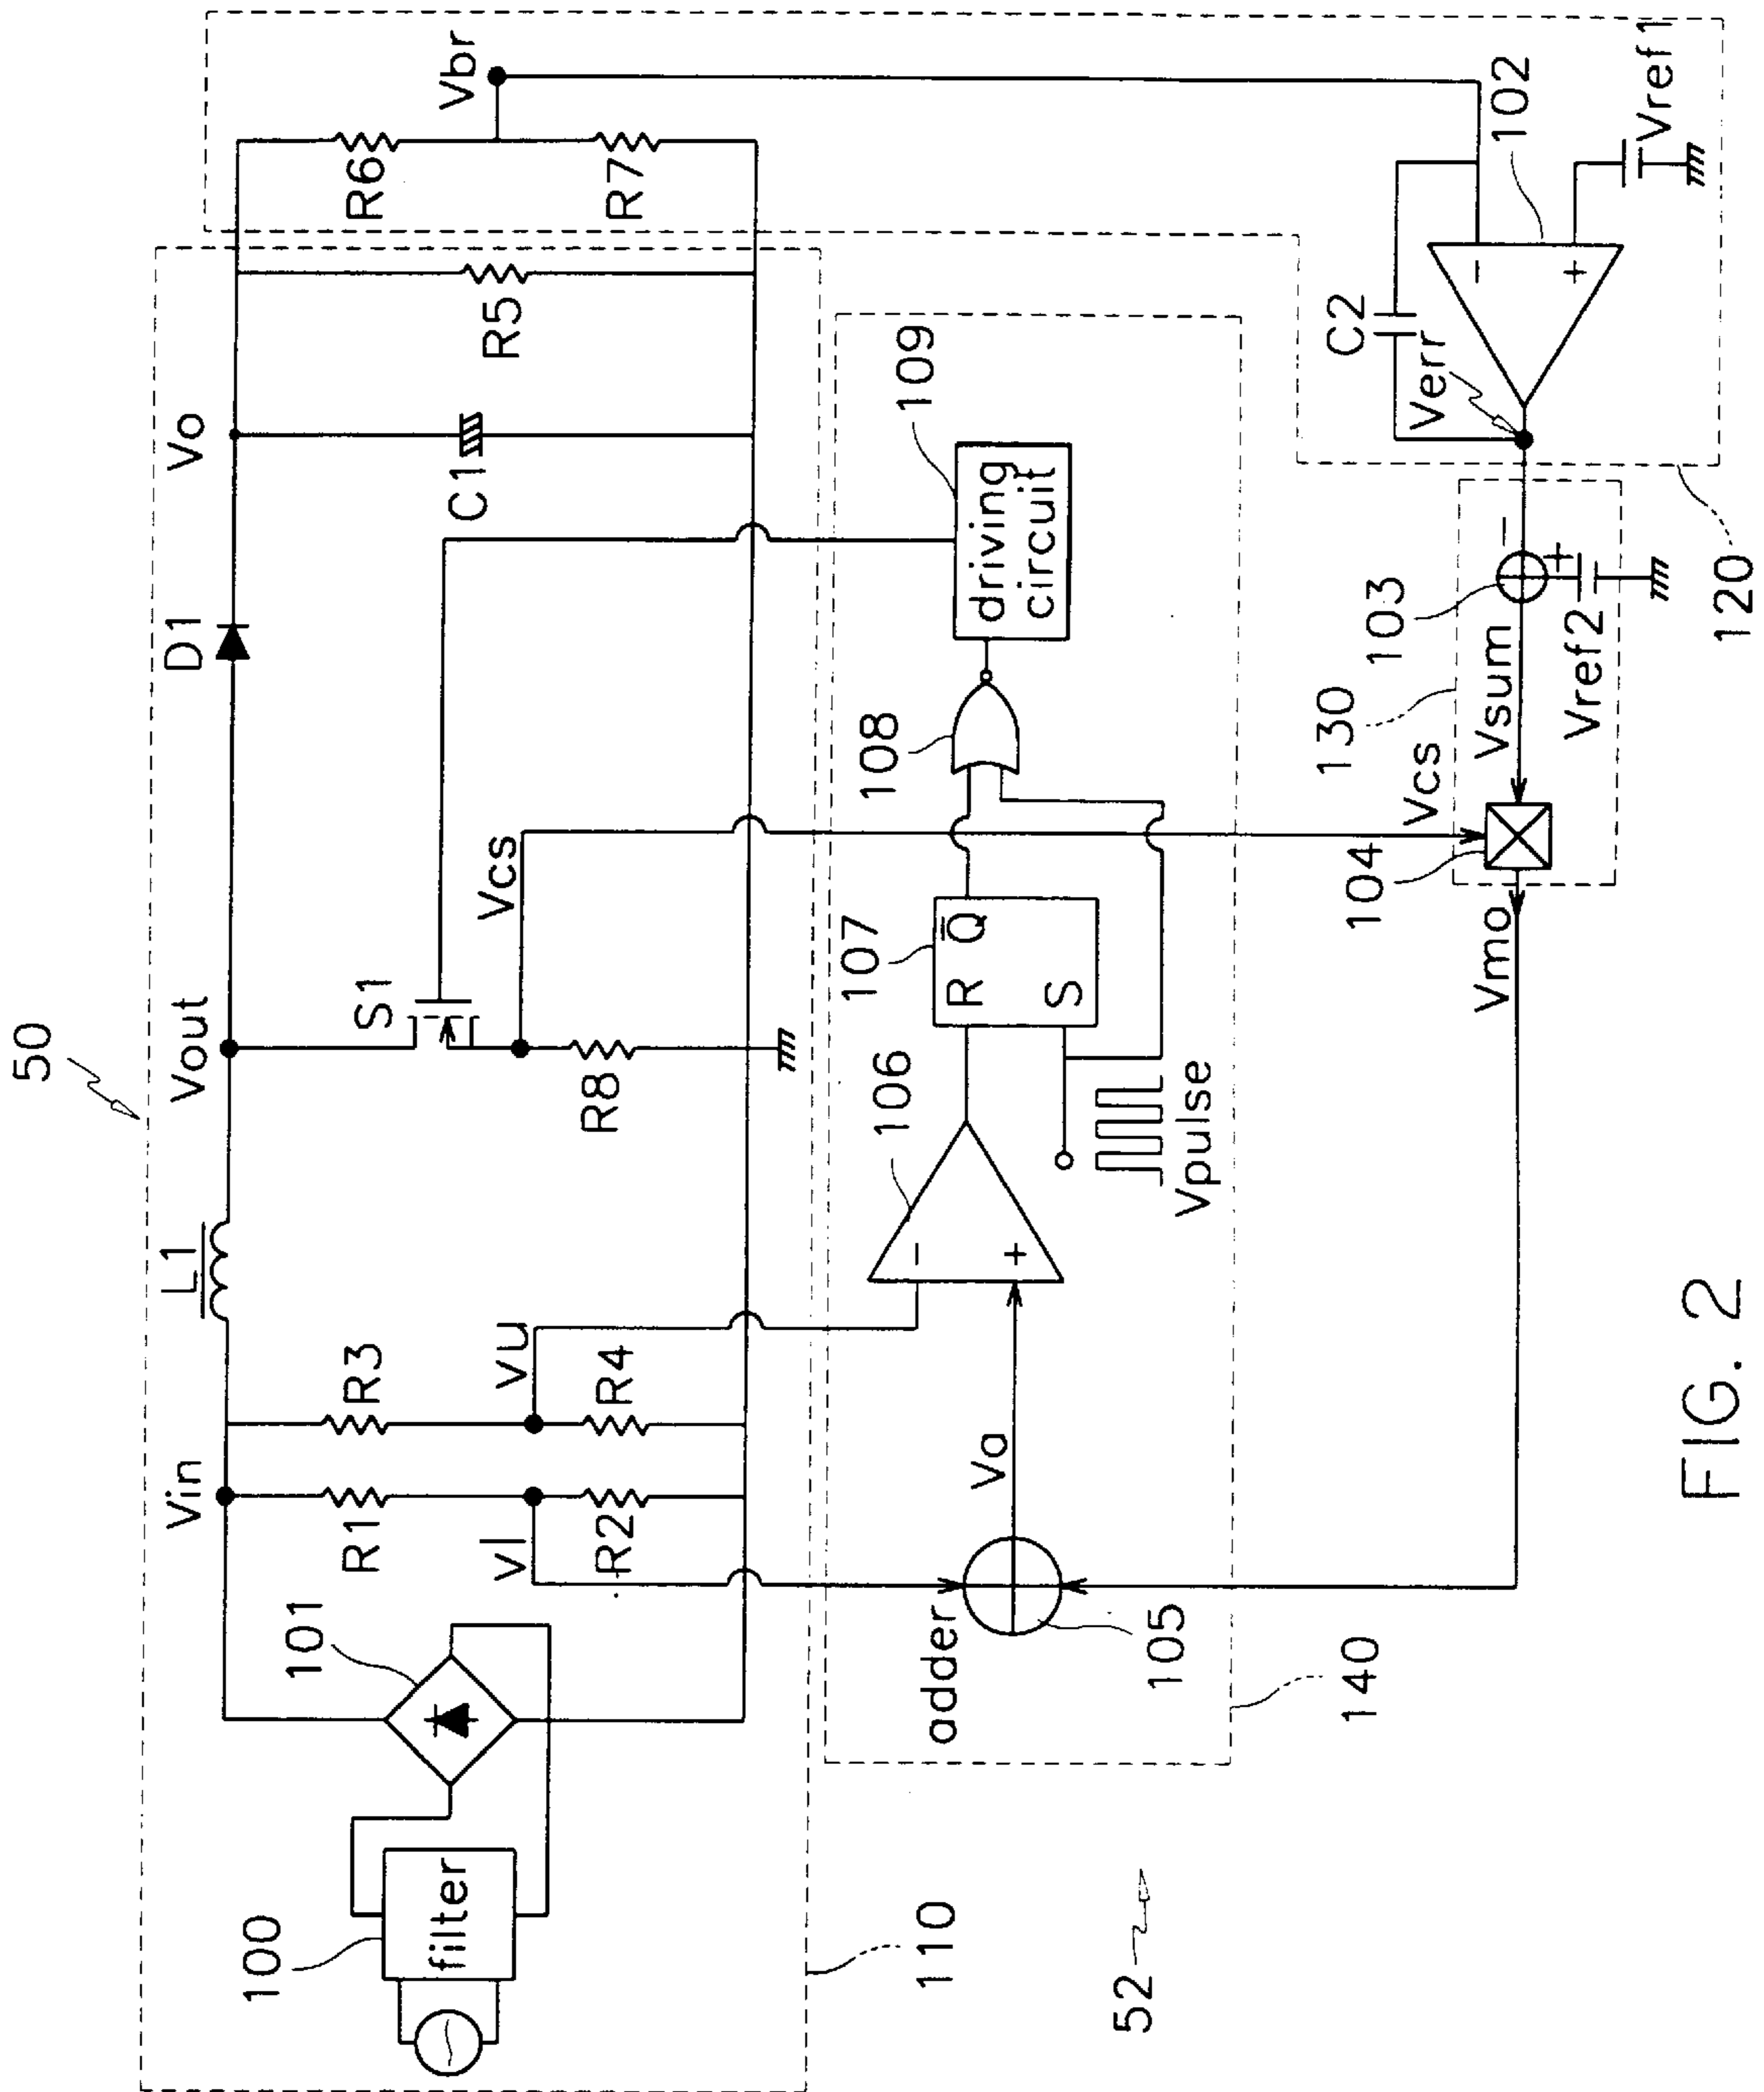 50
Vin
L1
Vout
D1
Vo
Vbr
R1
R3
S1
R6
vl
vu
Vcs
C1
R5
R2
R4
R8
R7
100
filter
101
110
adder
105
Va
−
+
106
R
Q̅
S
107
108
driving
circuit
109
Vpulse
140
52
Vmo
104
Vcs
130
Vsum
103
−
+
Vref2
120
Verr
C2
−
+
102
Vref1
FIG. 2